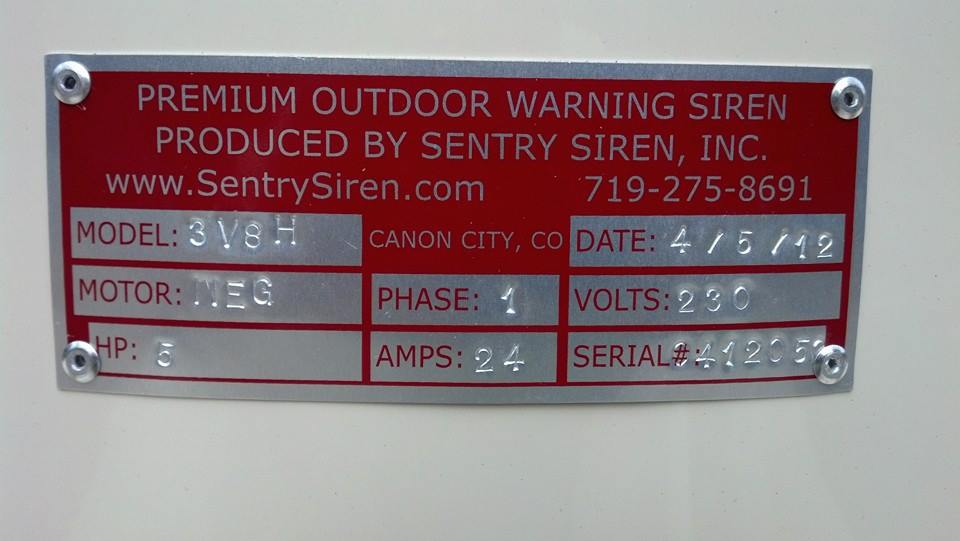 PREMIUM OUTDOOR WARNING SIREN
PRODUCED BY SENTRY SIREN, INC.
www.SentrySiren.com 719-275-8691
MODEL: 3V8H CANON CITY, CO DATE: 4/5/12
MOTOR: NEG PHASE: 1 VOLTS: 230
HP: 5 AMPS: 24 SERIAL#: